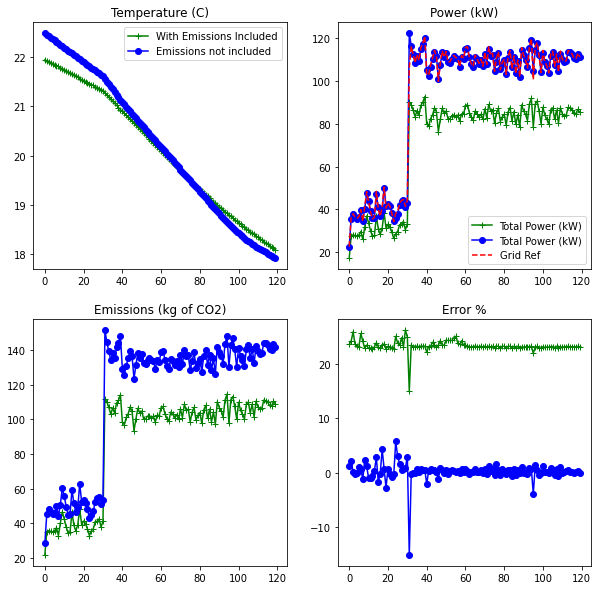 Temperature (C)
22
21
20
19
18
0 20 40 60 80 100 120
With Emissions Included
Emissions not included
Power (kW)
120
100
80
60
40
20
0 20 40 60 80 100 120
Total Power (kW)
Total Power (kW)
Grid Ref
Emissions (kg of CO2)
140
120
100
80
60
40
20
0 20 40 60 80 100 120
Error %
20
10
0
−10
0 20 40 60 80 100 120